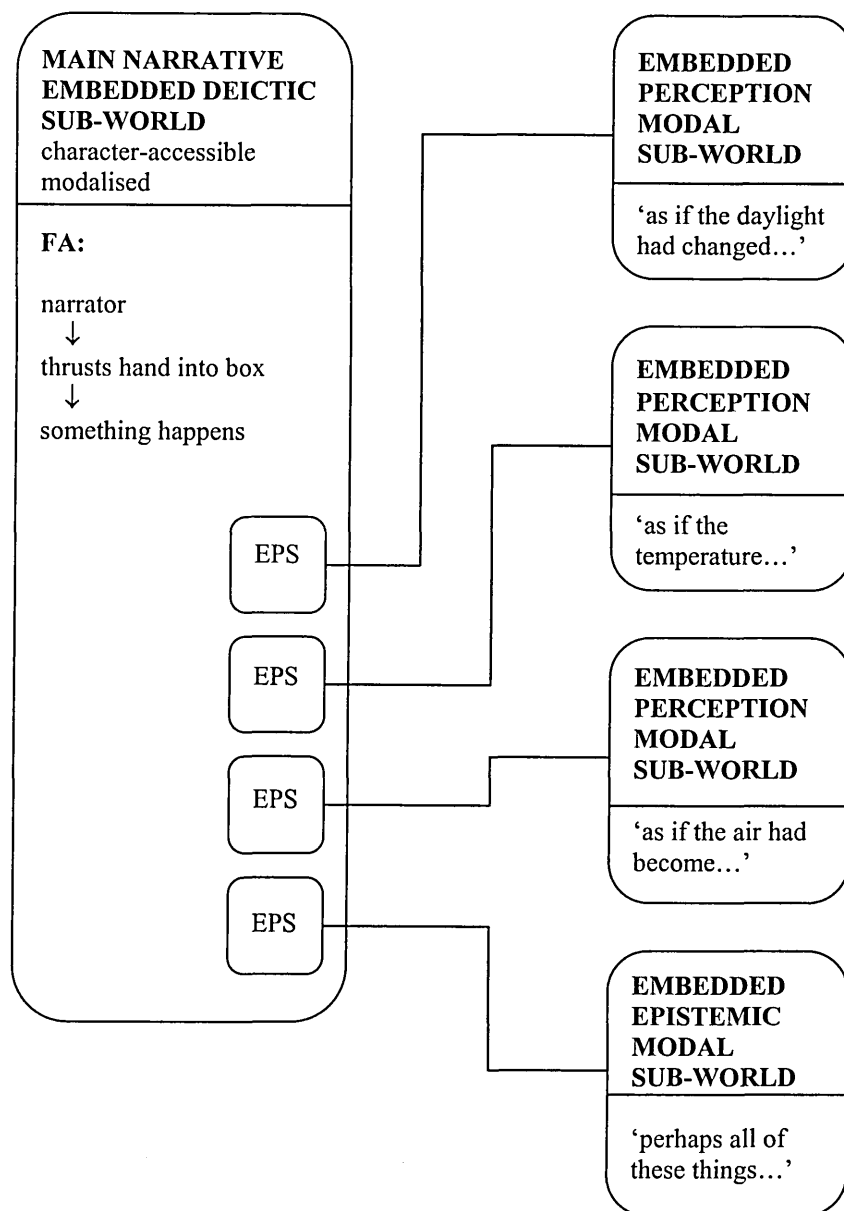 MAIN NARRATIVE
EMBEDDED DEICTIC
SUB-WORLD
character-accessible
modalised
FA:
narrator
↓
thrusts hand into box
↓
something happens
EPS
EPS
EPS
EPS
EMBEDDED
PERCEPTION
MODAL
SUB-WORLD
‘as if the daylight
had changed…’
EMBEDDED
PERCEPTION
MODAL
SUB-WORLD
‘as if the
temperature…’
EMBEDDED
PERCEPTION
MODAL
SUB-WORLD
‘as if the air had
become…’
EMBEDDED
EPISTEMIC
MODAL
SUB-WORLD
‘perhaps all of
these things…’